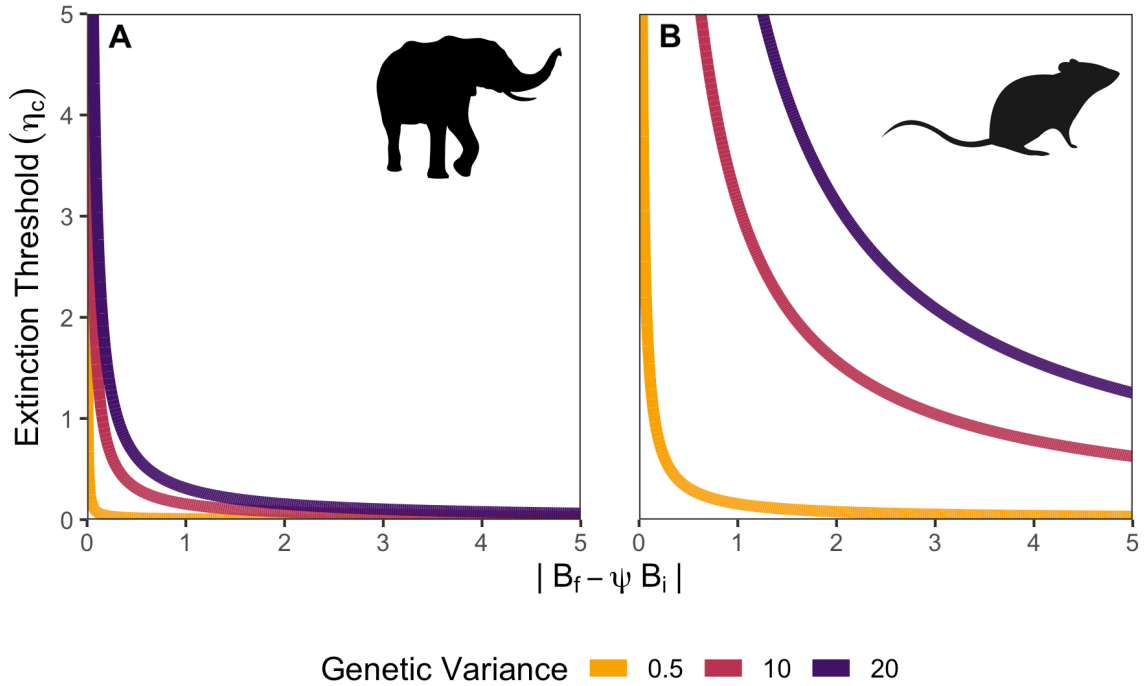 A
B
Extinction Threshold (η_c)
5
4
3
2
1
0
0 1 2 3 4 5
0 1 2 3 4 5
| B_f – ψ B_i |
Genetic Variance 0.5 10 20